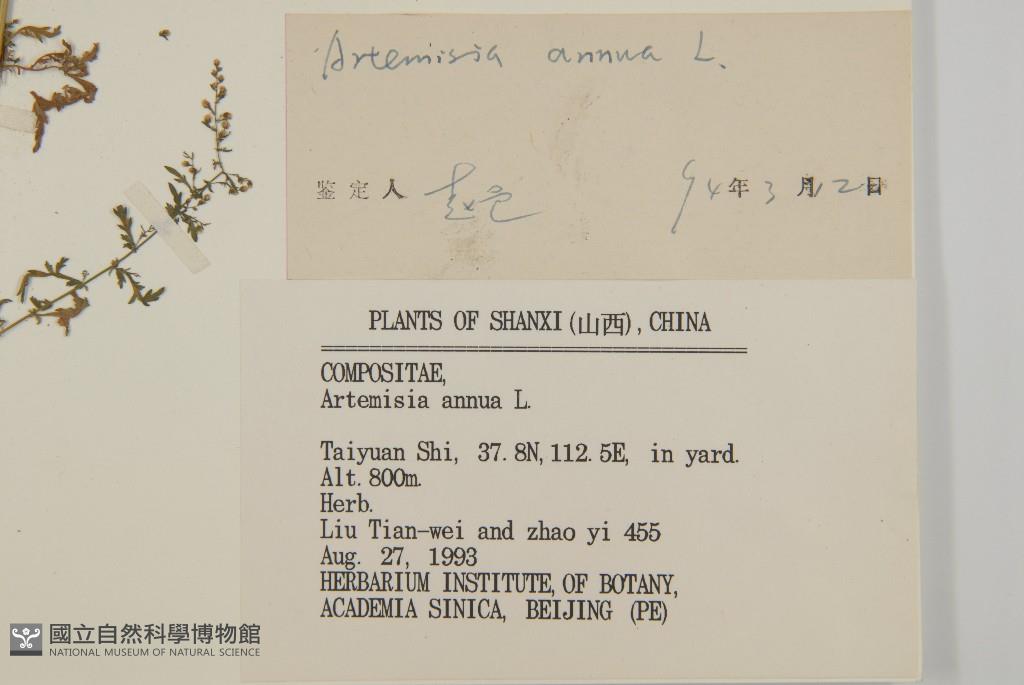 Artemisia annua L.
鉴定人 94年3月12日
PLANTS OF SHANXI(山西), CHINA
COMPOSITAE,
Artemisia annua L.
Taiyuan Shi, 37.8N, 112.5E, in yard.
Alt. 800m.
Herb.
Liu Tian-wei and zhao yi 455
Aug. 27, 1993
HERBARIUM INSTITUTE, OF BOTANY,
ACADEMIA SINICA, BEIJING (PE)
國立自然科學博物館
NATIONAL MUSEUM OF NATURAL SCIENCE